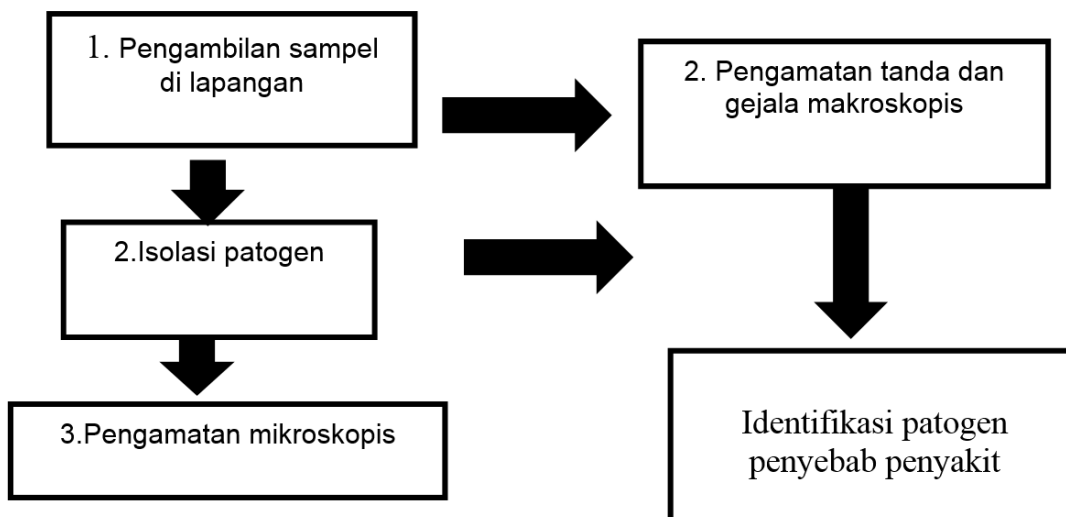 1. Pengambilan sampel
di lapangan
2. Pengamatan tanda dan
gejala makroskopis
2.Isolasi patogen
3.Pengamatan mikroskopis
Identifikasi patogen
penyebab penyakit